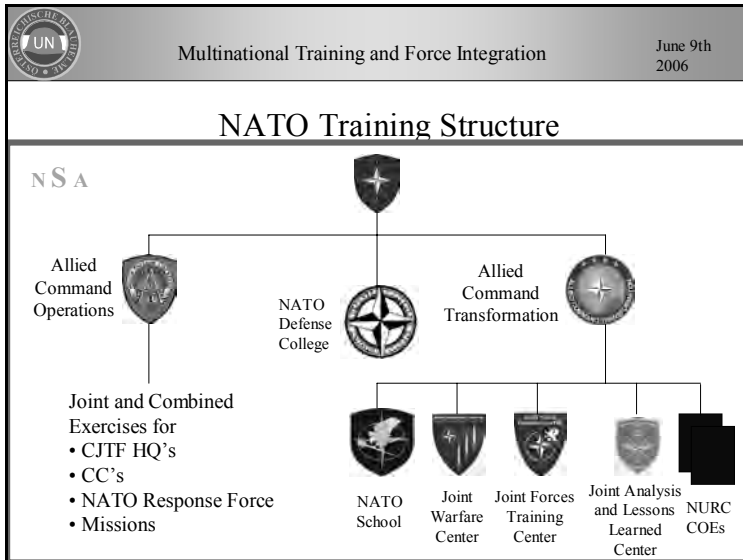 ÖSTERREICHISCHE BLAUHELME
UN
Multinational Training and Force Integration
June 9th
2006
NATO Training Structure
NSA
Allied
Command
Operations
NATO
Defense
College
Allied
Command
Transformation
Joint and Combined
Exercises for
• CJTF HQ's
• CC's
• NATO Response Force
• Missions
NATO
School
Joint
Warfare
Center
Joint Forces
Training
Center
Joint Analysis
and Lessons
Learned
Center
NURC
COEs